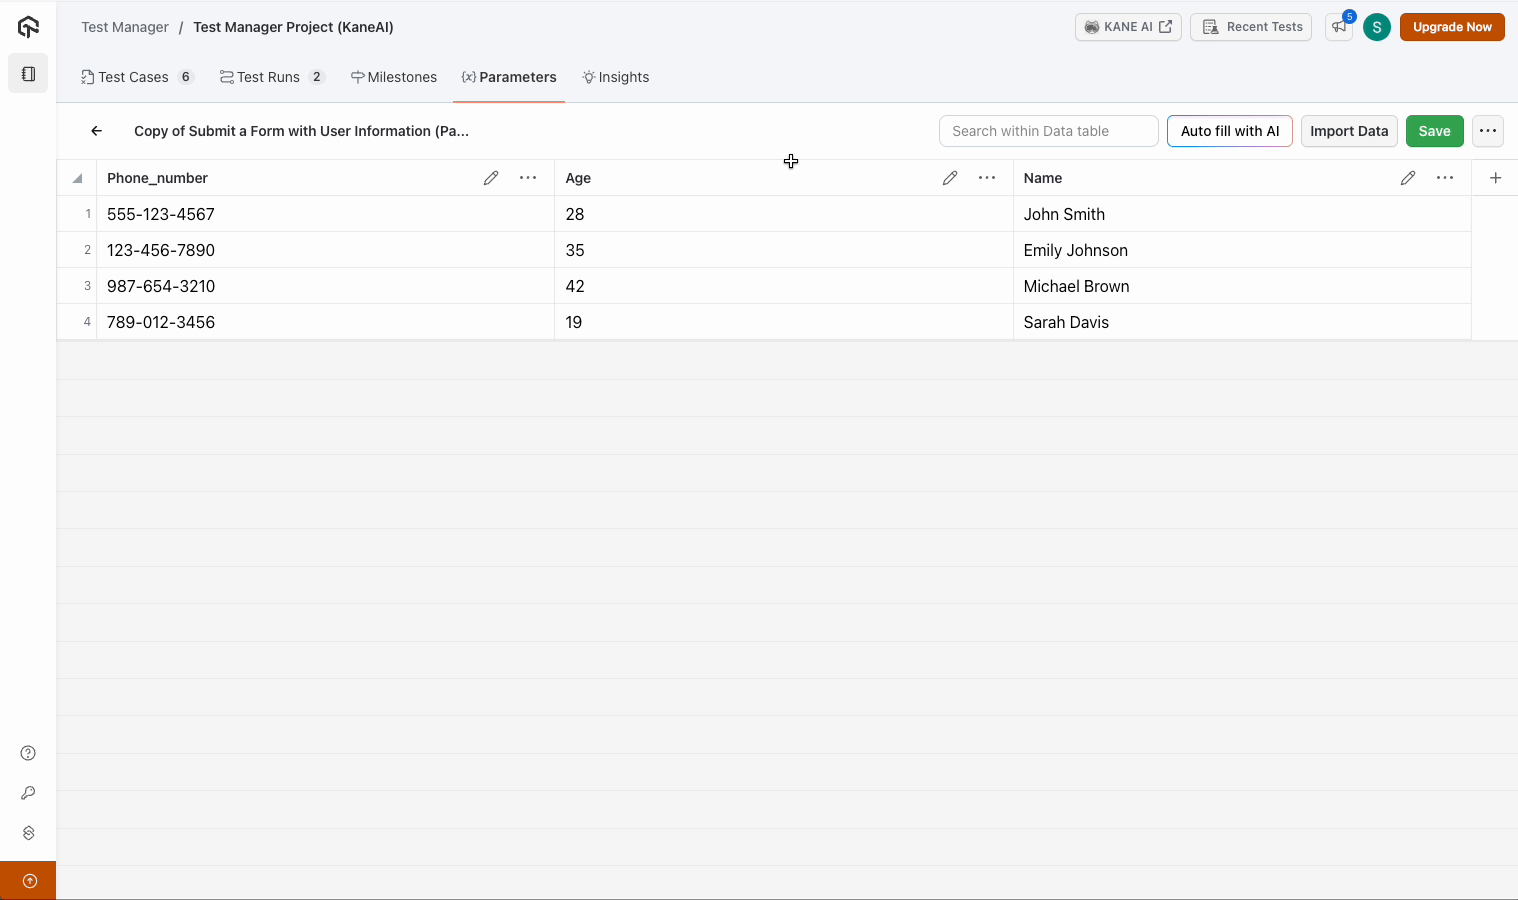 Test Manager / Test Manager Project (KaneAI)
KANE AI
Recent Tests
5
S
Upgrade Now
Test Cases 6
Test Runs 2
Milestones
{x} Parameters
Insights
Copy of Submit a Form with User Information (Pa...
Search within Data table
Auto fill with AI
Import Data
Save
Phone_number Age Name
1 555-123-4567 28 John Smith
2 123-456-7890 35 Emily Johnson
3 987-654-3210 42 Michael Brown
4 789-012-3456 19 Sarah Davis